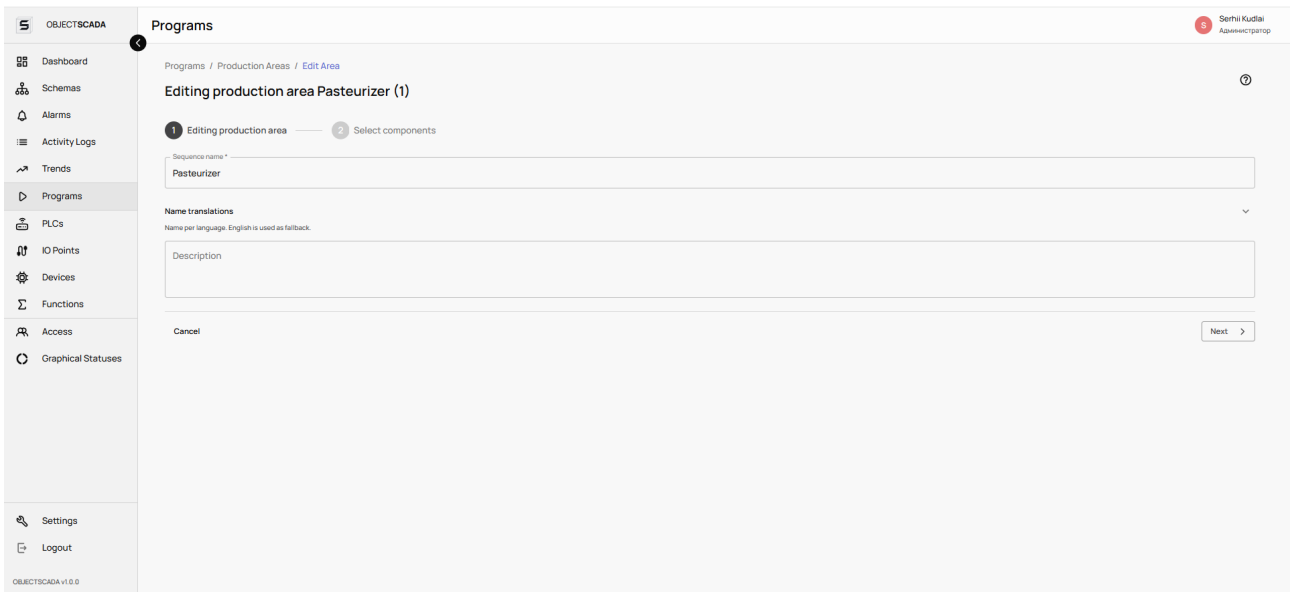 OBJECTSCADA
Programs
S
Serhii Kudlai
Администратор
Dashboard
Schemas
Alarms
Activity Logs
Trends
Programs
PLCs
IO Points
Devices
Functions
Access
Graphical Statuses
Settings
Logout
OBJECTSCADA v1.0.0
Programs / Production Areas / Edit Area
Editing production area Pasteurizer (1)
1 Editing production area
2 Select components
Sequence name *
Pasteurizer
Name translations
Name per language. English is used as fallback.
Description
Cancel
Next